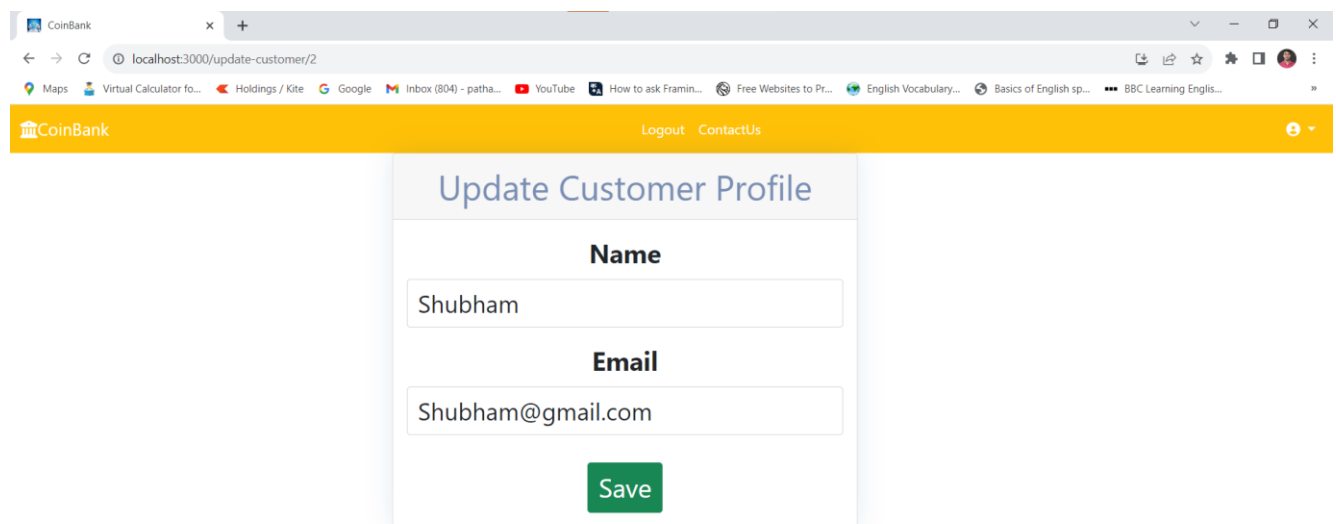 CoinBank
localhost:3000/update-customer/2
Maps Virtual Calculator fo... Holdings / Kite Google Inbox (804) - patha... YouTube How to ask Framin... Free Websites to Pr... English Vocabulary... Basics of English sp... BBC Learning Englis... »
CoinBank Logout ContactUs
Update Customer Profile
Name
Shubham
Email
Shubham@gmail.com
Save